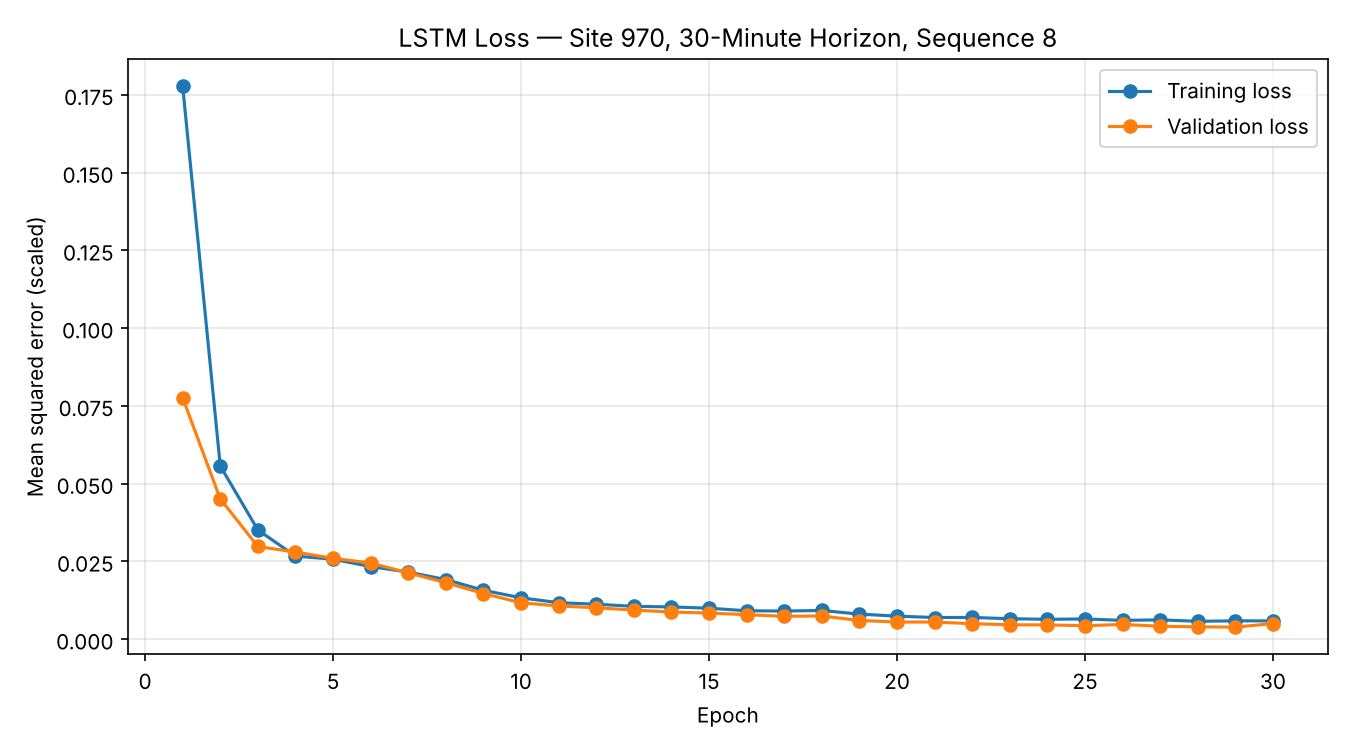 LSTM Loss — Site 970, 30-Minute Horizon, Sequence 8
Training loss
Validation loss
Mean squared error (scaled)
0.175
0.150
0.125
0.100
0.075
0.050
0.025
0.000
0 5 10 15 20 25 30
Epoch